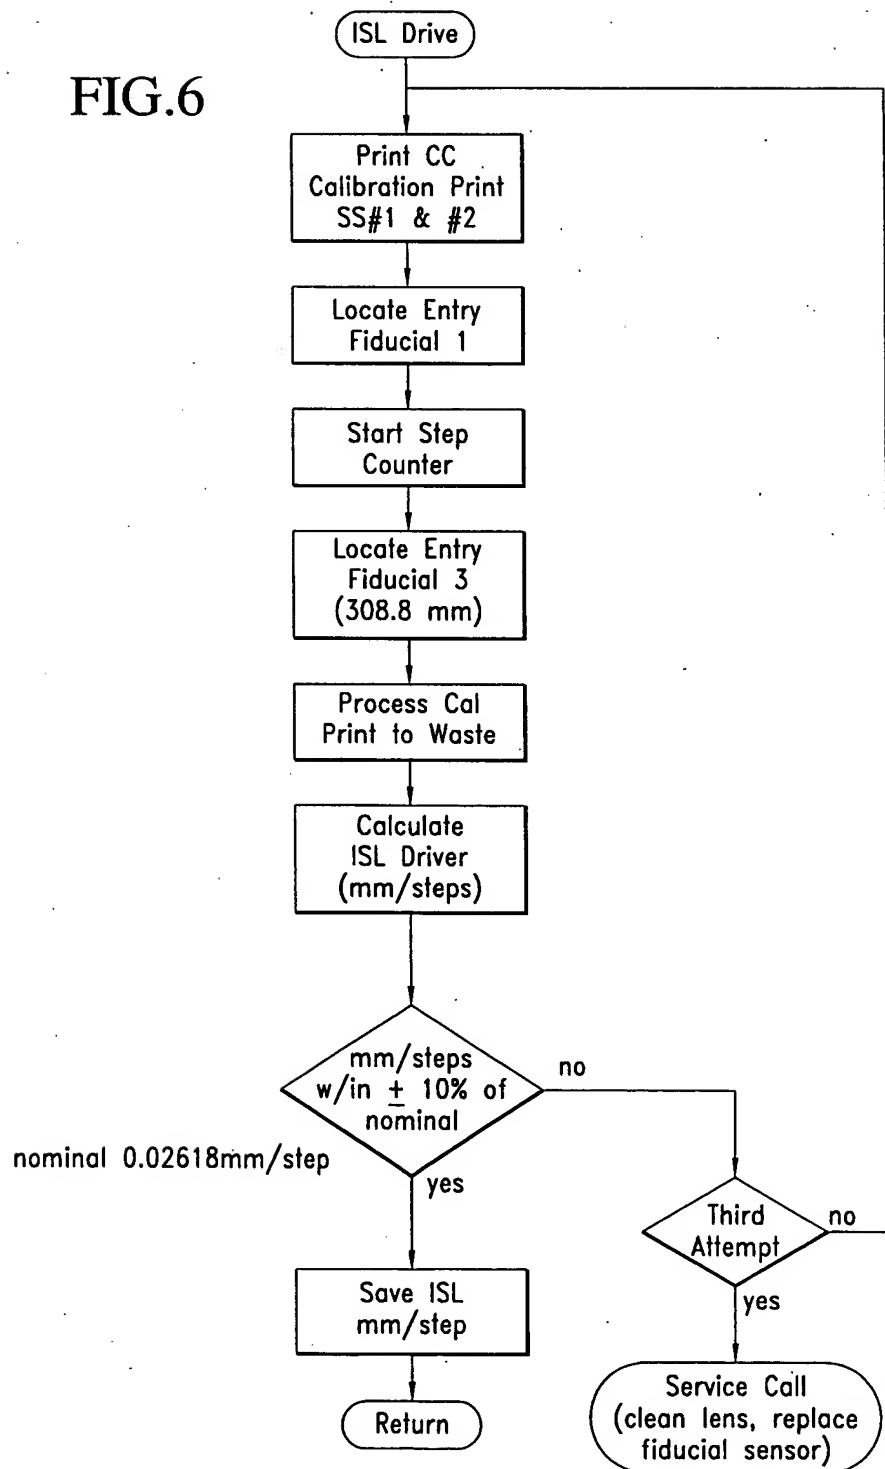 ISL Drive
FIG.6
Print CC
Calibration Print
SS#1 & #2
Locate Entry
Fiducial 1
Start Step
Counter
Locate Entry
Fiducial 3
(308.8 mm)
Process Cal
Print to Waste
Calculate
ISL Driver
(mm/steps)
mm/steps
w/in ± 10% of
nominal
no
nominal 0.02618mm/step
yes
Third
Attempt
no
yes
Save ISL
mm/step
Return
Service Call
(clean lens, replace
fiducial sensor)